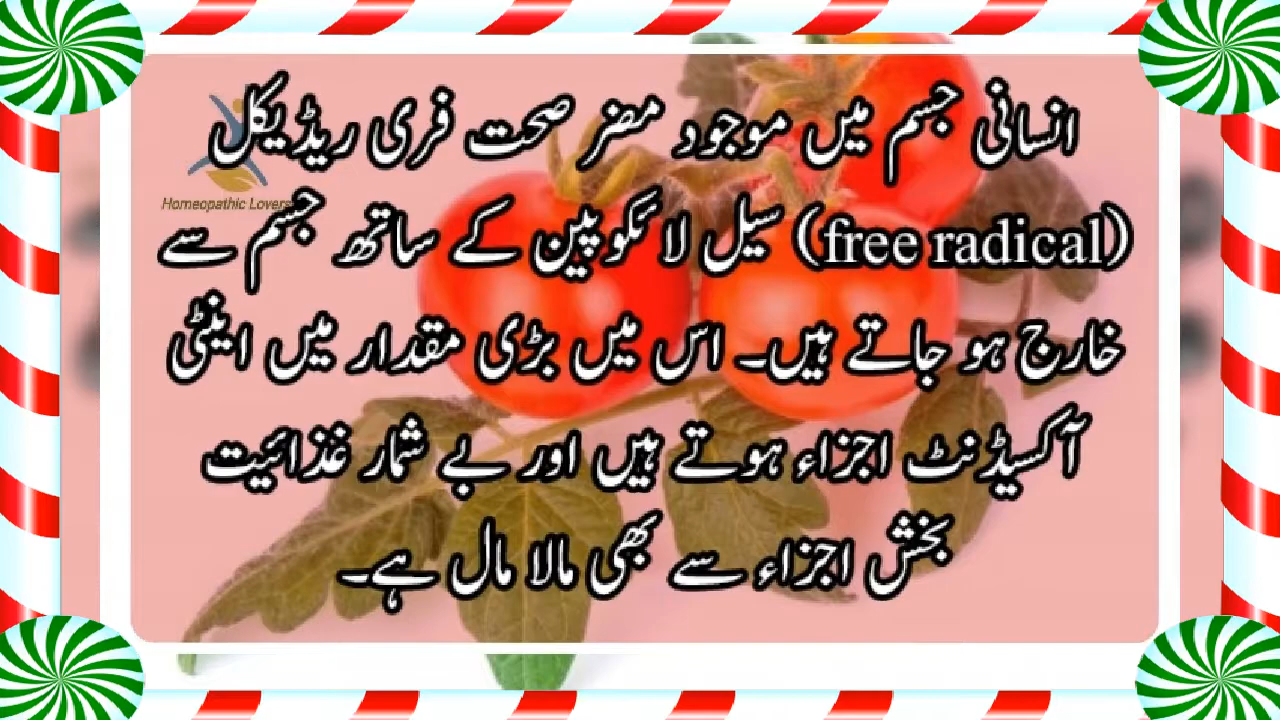 انسانی جسم میں موجود مضر صحت فری ریڈیکل
Homeopathic Lovers
(free radical) سیل لائکوپین کے ساتھ جسم سے
خارج ہو جاتے ہیں۔ اس میں بڑی مقدار میں اینٹی
آکسیڈنٹ اجزاء ہوتے ہیں اور بے شمار غذائیت
بخش اجزاء سے بھی مالا مال ہے۔